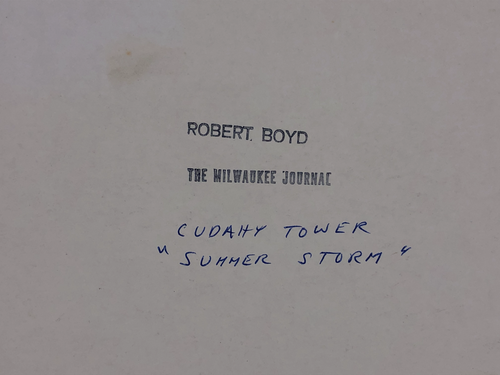 ROBERT BOYD
THE MILWAUKEE JOURNAL
CUDAHY TOWER
"SUMMER STORM"